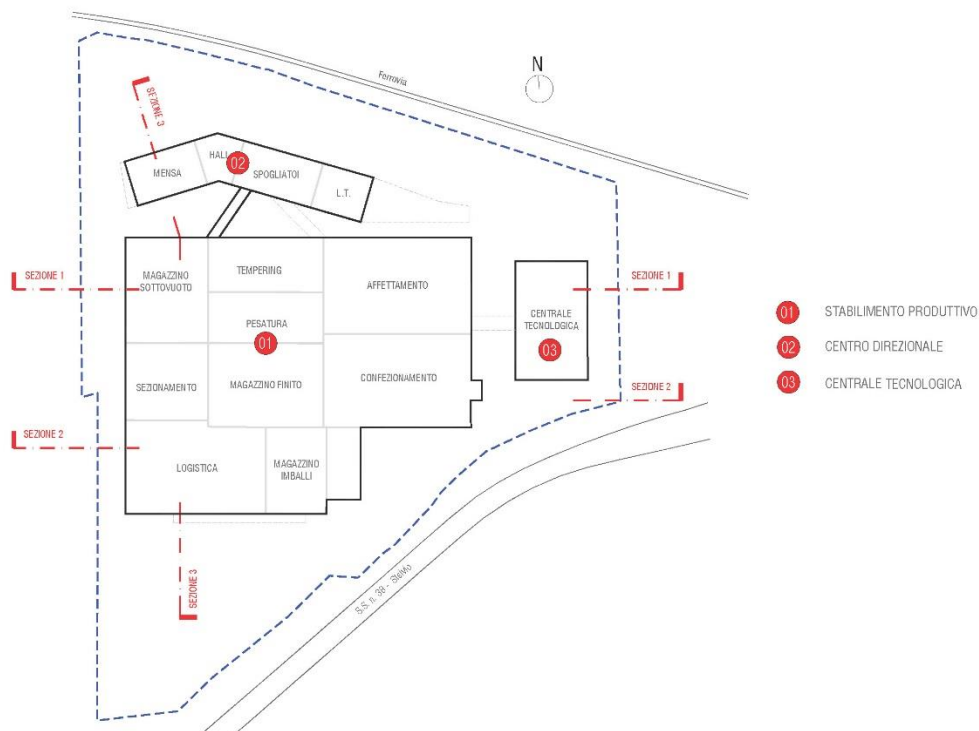 Ferrovia
N
SEZIONE 3
MENSA
HALL
02
SPOGLIATOI
L.T.
SEZIONE 1
MAGAZZINO
SOTTOVUOTO
TEMPERING
AFFETTAMENTO
SEZIONE 1
PESATURA
01
CENTRALE
TECNOLOGICA
03
01 STABILIMENTO PRODUTTIVO
02 CENTRO DIREZIONALE
03 CENTRALE TECNOLOGICA
SEZIONAMENTO
MAGAZZINO FINITO
CONFEZIONAMENTO
SEZIONE 2
SEZIONE 2
LOGISTICA
MAGAZZINO
IMBALLI
SEZIONE 3
S.S. n. 38 - Stelvio